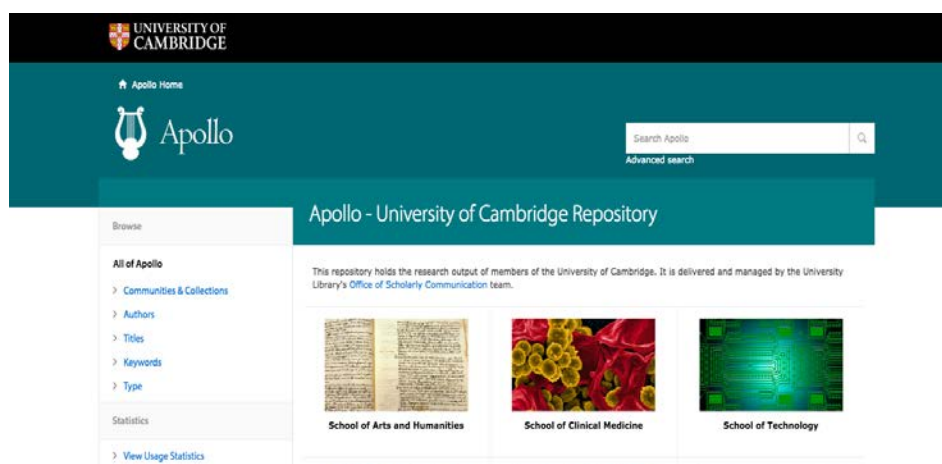 UNIVERSITY OF
CAMBRIDGE
Apollo Home
Apollo
Search Apollo
Advanced search
Browse
Apollo - University of Cambridge Repository
All of Apollo
Communities & Collections
Authors
Titles
Keywords
Type
Statistics
View Usage Statistics
This repository holds the research output of members of the University of Cambridge. It is delivered and managed by the University
Library's Office of Scholarly Communication team.
School of Arts and Humanities
School of Clinical Medicine
School of Technology